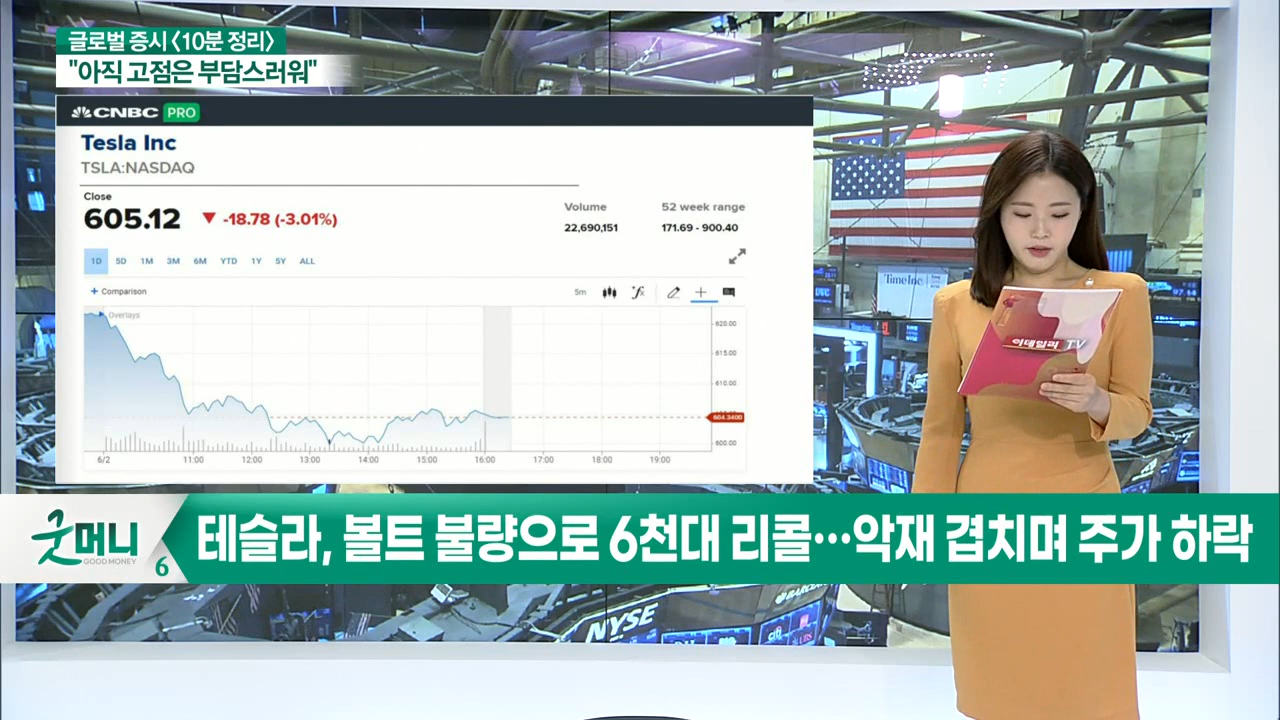 글로벌 증시 <10분 정리>
"아직 고점은 부담스러워"
CNBC PRO
Tesla Inc
TSLA:NASDAQ
Close
605.12 ▼ -18.78 (-3.01%)
Volume 52 week range
22,690,151 171.69 - 900.40
1D 5D 1M 3M 6M YTD 1Y 5Y ALL
+ Comparison 5m
Overlays
620.00
615.00
610.00
604.3400
600.00
6/2 11:00 12:00 13:00 14:00 15:00 16:00 17:00 18:00 19:00
Time Inc.
이데일리 TV
굿머니
GOOD MONEY
6
테슬라, 볼트 불량으로 6천대 리콜…악재 겹치며 주가 하락
NYSE
BARCLAYS
citi
UBS